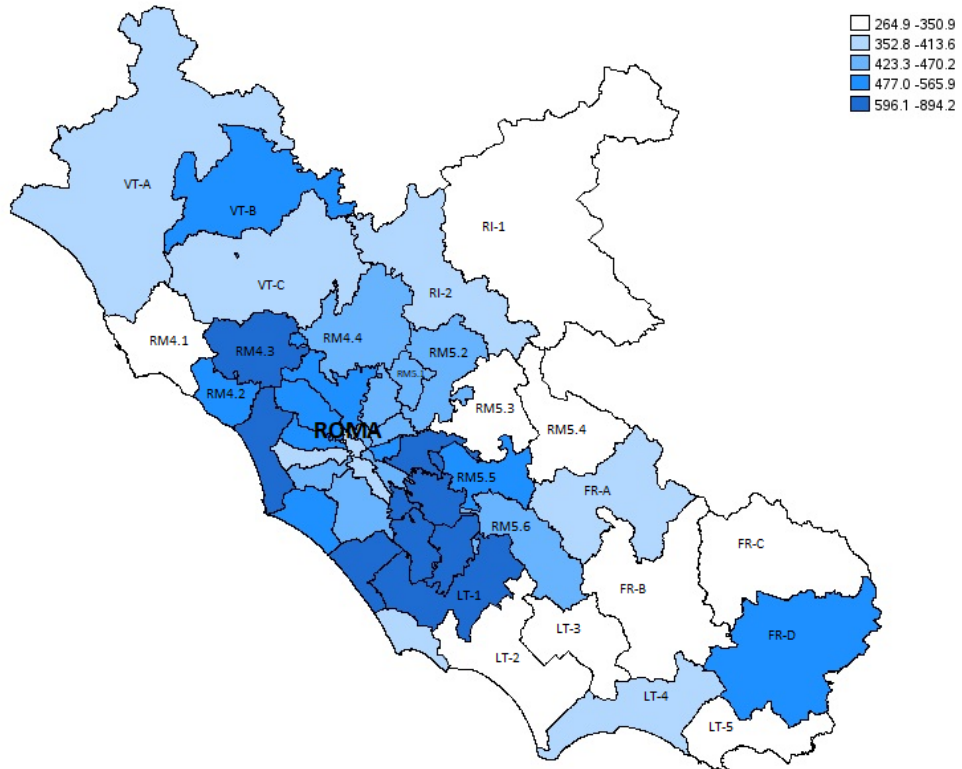 264.9 -350.9
352.8 -413.6
423.3 -470.2
477.0 -565.9
596.1 -894.2
VT-A
VT-B
RI-1
VT-C
RI-2
RM4.1
RM4.4
RM4.3
RM5.2
RM4.2
RM5.3
ROMA
RM5.4
RM5.5
FR-A
RM5.6
FR-C
FR-B
LT-1
LT-3
FR-D
LT-2
LT-4
LT-5